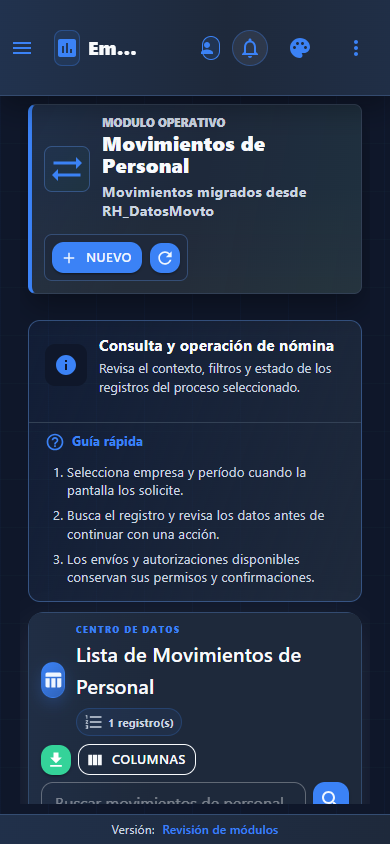 Em...
MODULO OPERATIVO
Movimientos de
Personal
Movimientos migrados desde
RH_DatosMovto
NUEVO
Consulta y operación de nómina
Revisa el contexto, filtros y estado de los
registros del proceso seleccionado.
Guía rápida
1. Selecciona empresa y período cuando la
pantalla los solicite.
2. Busca el registro y revisa los datos antes de
continuar con una acción.
3. Los envíos y autorizaciones disponibles
conservan sus permisos y confirmaciones.
CENTRO DE DATOS
Lista de Movimientos de
Personal
1 registro(s)
COLUMNAS
Buscar movimientos de personal
Versión: Revisión de módulos